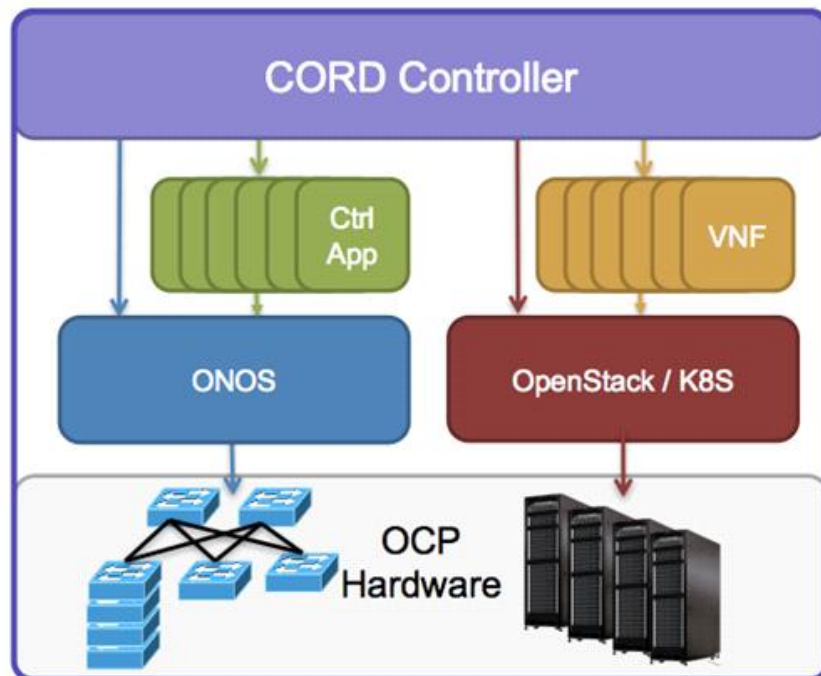 CORD Controller
Ctrl
App
VNF
ONOS
OpenStack / K8S
OCP
Hardware